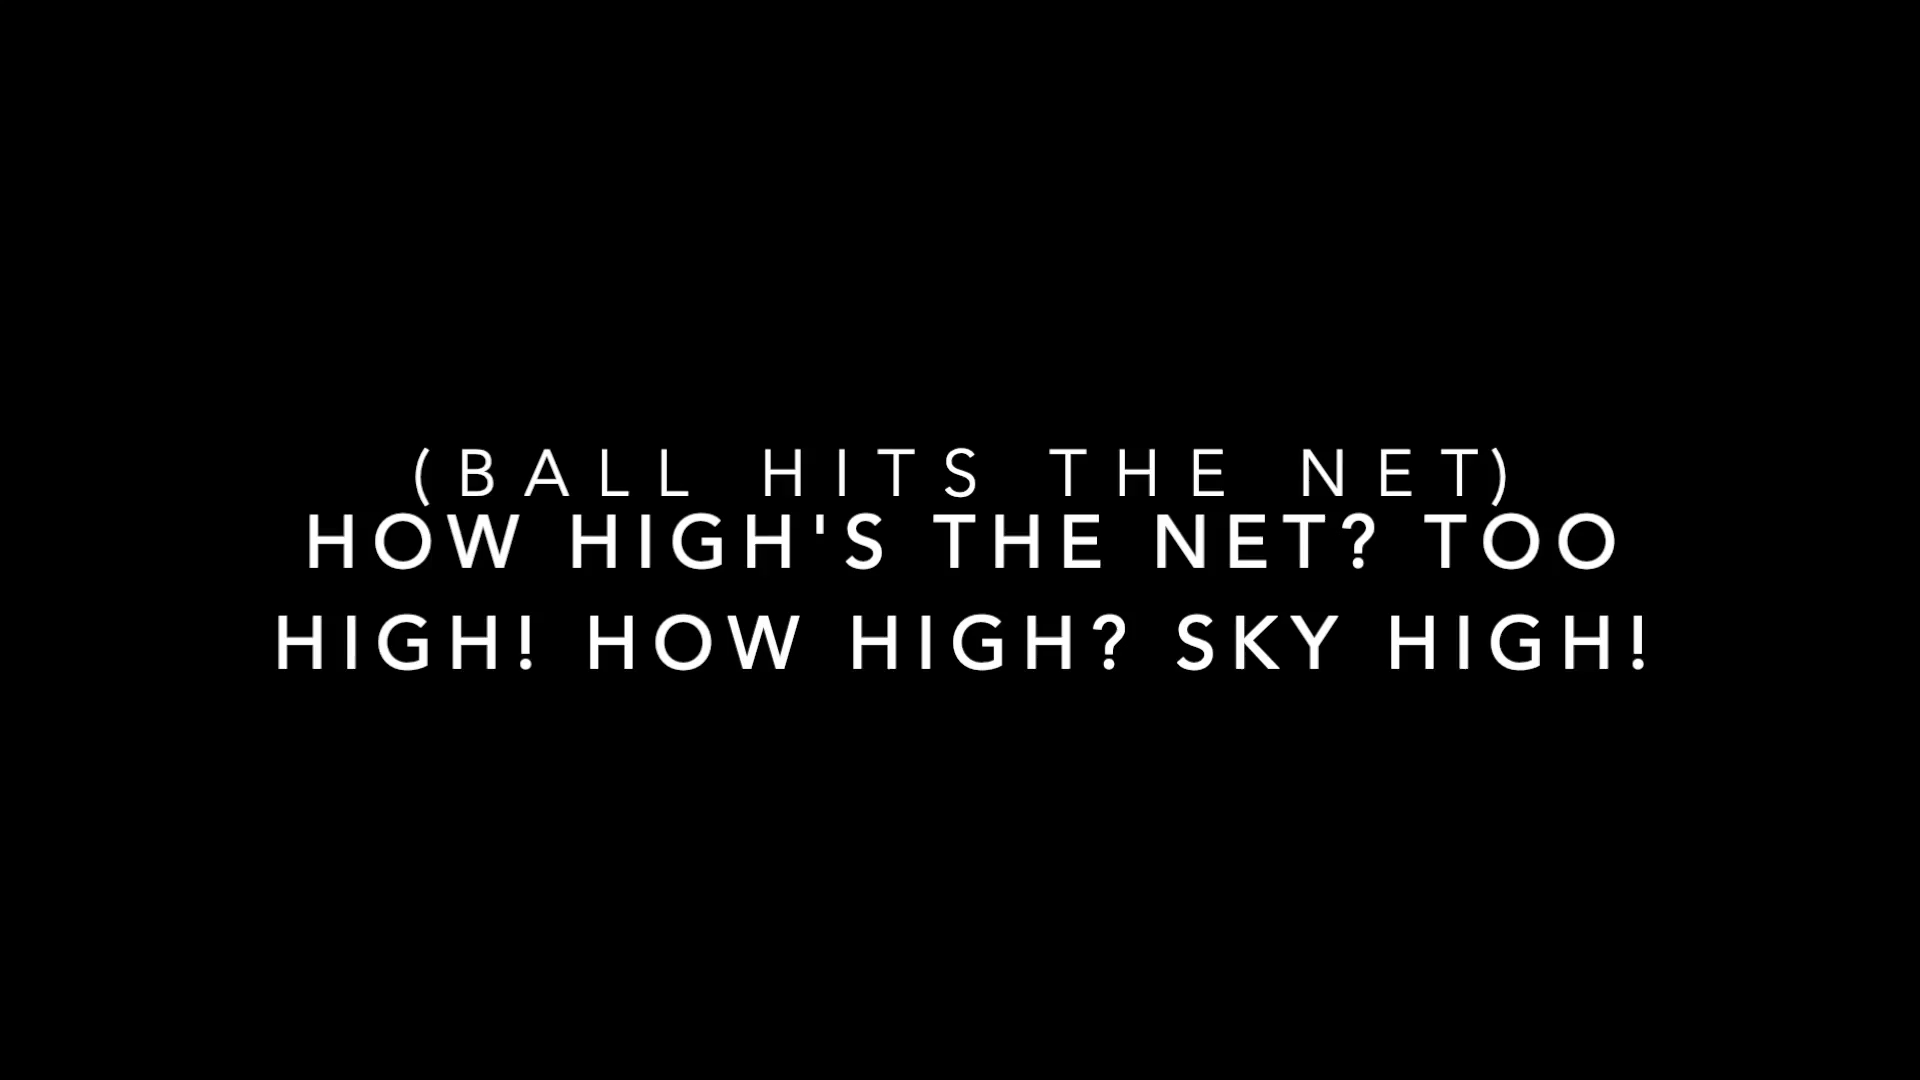 (BALL HITS THE NET)
HOW HIGH'S THE NET? TOO
HIGH! HOW HIGH? SKY HIGH!